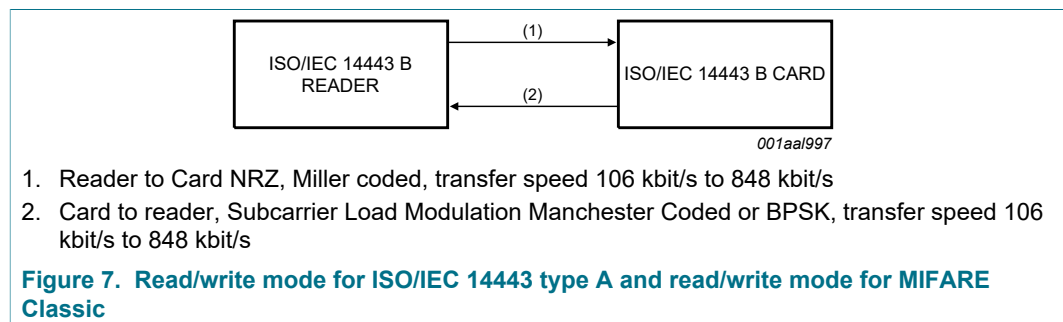 (1)
ISO/IEC 14443 B
READER
ISO/IEC 14443 B CARD
(2)
001aal997
1. Reader to Card NRZ, Miller coded, transfer speed 106 kbit/s to 848 kbit/s
2. Card to reader, Subcarrier Load Modulation Manchester Coded or BPSK, transfer speed 106
kbit/s to 848 kbit/s
Figure 7. Read/write mode for ISO/IEC 14443 type A and read/write mode for MIFARE
Classic